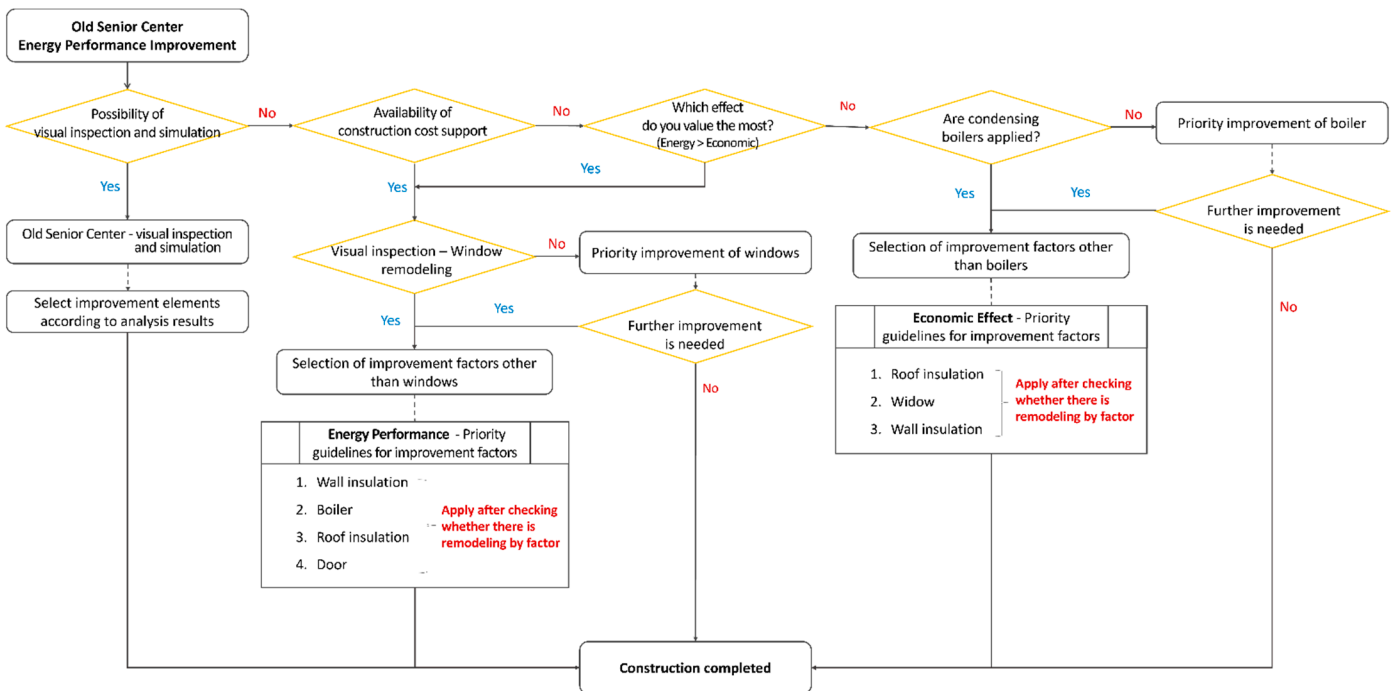 Old Senior Center
Energy Performance Improvement
Possibility of
visual inspection and simulation
No
Availability of
construction cost support
No
Which effect
do you value the most?
(Energy > Economic)
No
Are condensing
boilers applied?
No
Priority improvement of boiler
Yes
Yes
Yes
Yes
Yes
Further improvement
is needed
Old Senior Center - visual inspection
and simulation
Visual inspection – Window
remodeling
No
Priority improvement of windows
Selection of improvement factors other
than boilers
No
Select improvement elements
according to analysis results
Yes
Yes
Further improvement
is needed
No
Selection of improvement factors other
than windows
Economic Effect - Priority
guidelines for improvement factors
1. Roof insulation
2. Widow
3. Wall insulation
Apply after checking
whether there is
remodeling by factor
Energy Performance - Priority
guidelines for improvement factors
1. Wall insulation
2. Boiler
3. Roof insulation
4. Door
Apply after checking
whether there is
remodeling by factor
Construction completed